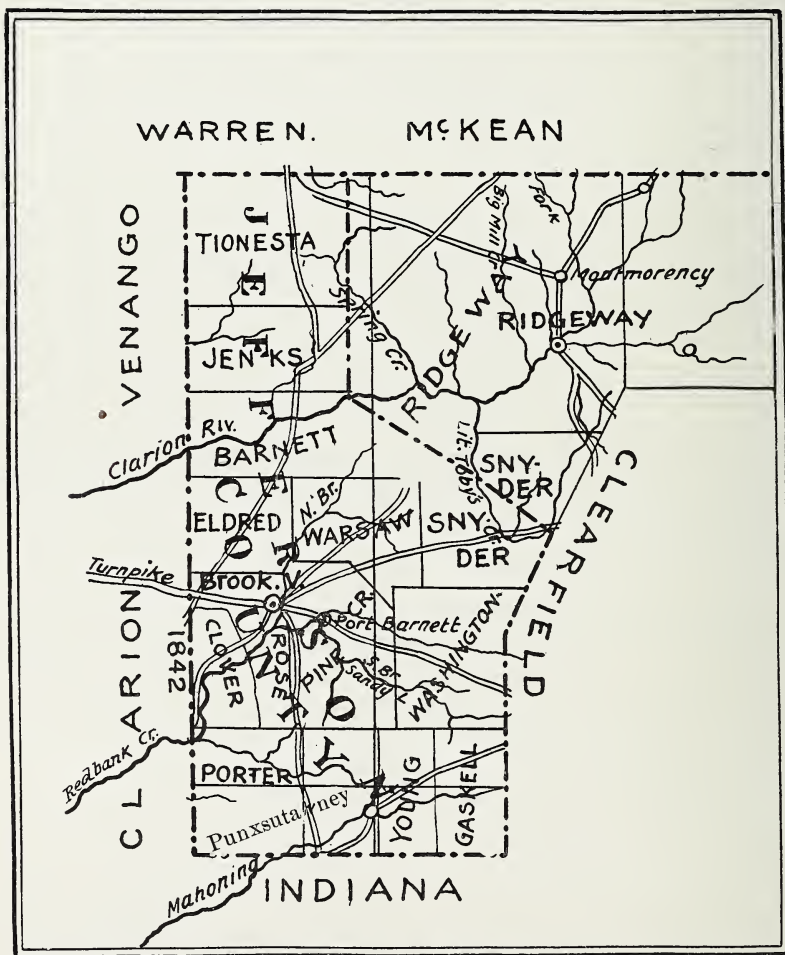 WARREN.
McKEAN
VENANGO
JEFFERSON
COUNTY
TIONESTA
Big Mill Cr.
Fork
Montmorency
RIDGEWAY
RIDGEWAY
JENKS
Spring Cr.
Clarion Riv.
BARNETT
Lit. Toby's
SNY-
DER
CLEARFIELD
ELDRED
N. Br.
WARSAW
SNY
DER
Turnpike
BROOK.V.
CR.
Port Barnett
CLARION
1842
CLOVER
ROSE
PINE
S. Br.
Sandy
WASHINGTON
Redbank Cr.
PORTER
YOUNG
GASKELL
Punxsutawney
Mahoning
INDIANA